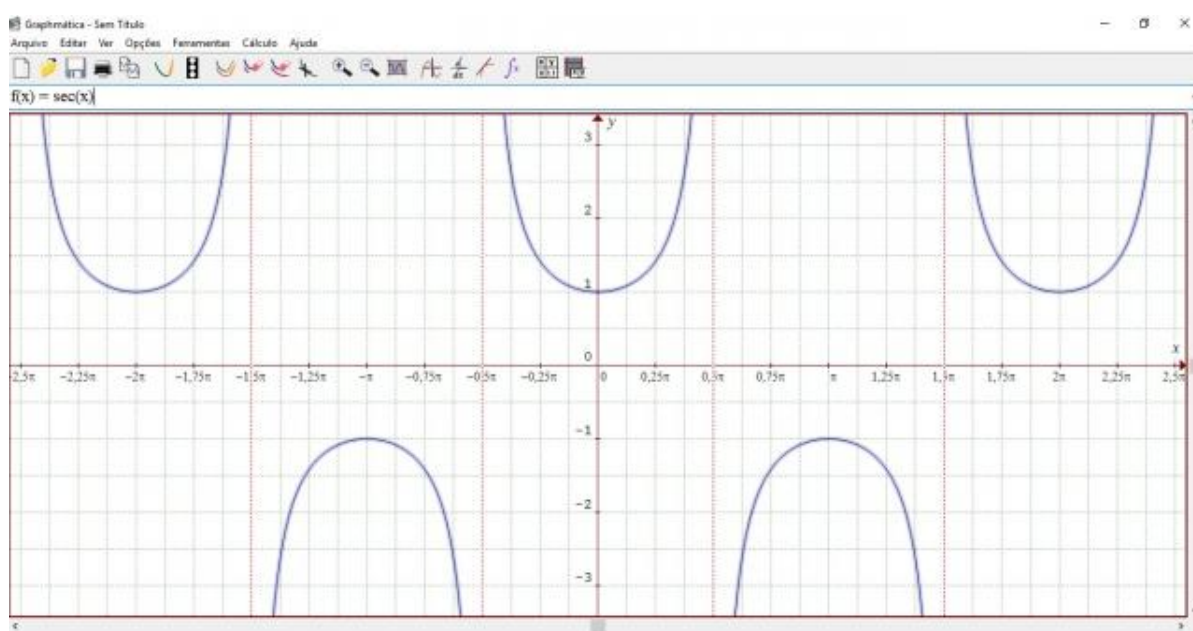 Graphmática - Sem Título
Arquivo Editar Ver Opções Ferramentas Cálculo Ajuda
f(x) = sec(x)
y
3
2
1
0
x
2,5π −2,25π −2π −1,75π −1,5π −1,25π −π −0,75π −0,5π −0,25π 0 0,25π 0,5π 0,75π π 1,25π 1,5π 1,75π 2π 2,25π 2,5π
−1
−2
−3